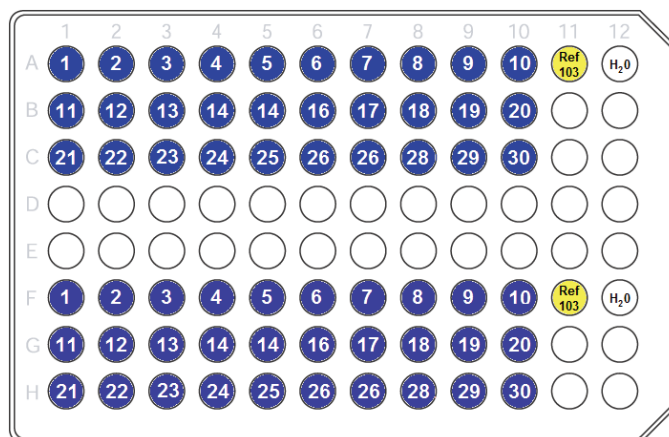 1 2 3 4 5 6 7 8 9 10 11 12
A 1 2 3 4 5 6 7 8 9 10 Ref 103 H₂0
B 11 12 13 14 14 16 17 18 19 20
C 21 22 23 24 25 26 26 28 29 30
D
E
F 1 2 3 4 5 6 7 8 9 10 Ref 103 H₂0
G 11 12 13 14 14 16 17 18 19 20
H 21 22 23 24 25 26 26 28 29 30